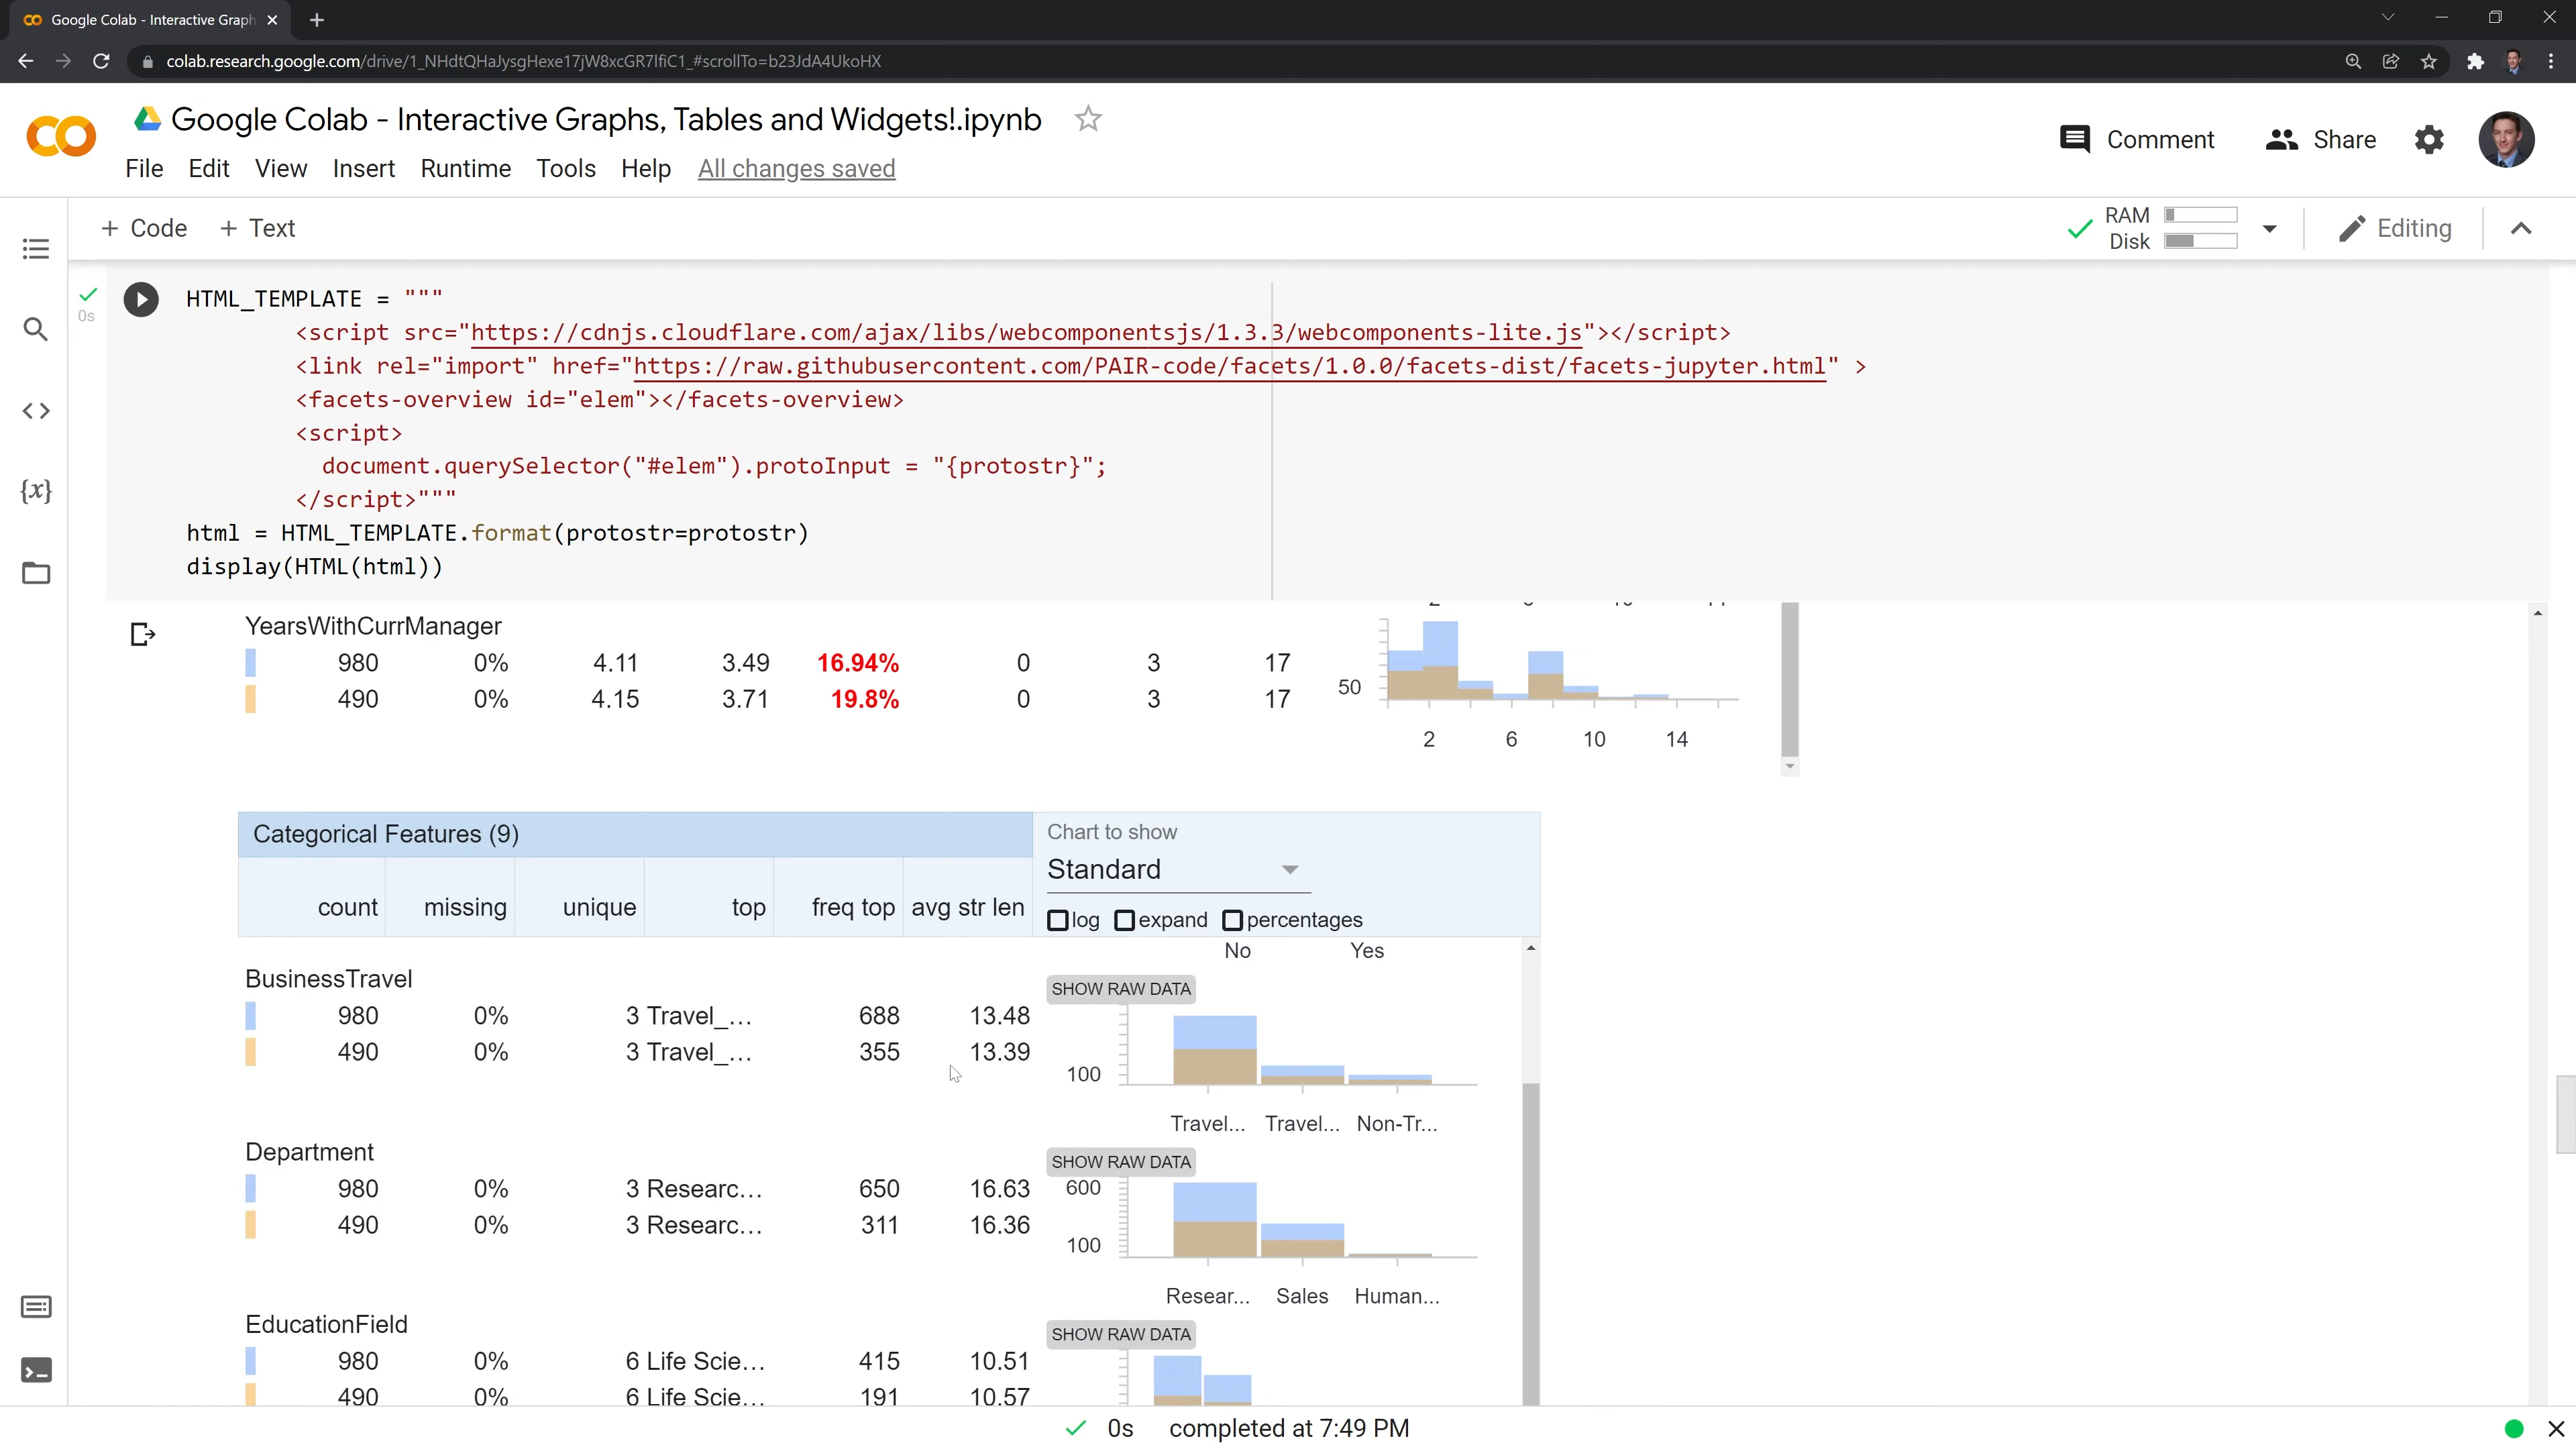 Google Colab - Interactive Graph
colab.research.google.com/drive/1_NHdtQHaJysgHexe17jW8xcGR7lfiC1_#scrollTo=b23JdA4UkoHX
Google Colab - Interactive Graphs, Tables and Widgets!.ipynb
Comment Share
File Edit View Insert Runtime Tools Help All changes saved
+ Code + Text
RAM
Disk
Editing
HTML_TEMPLATE = """
0s
<script src="https://cdnjs.cloudflare.com/ajax/libs/webcomponentsjs/1.3.3/webcomponents-lite.js"></script>
<link rel="import" href="https://raw.githubusercontent.com/PAIR-code/facets/1.0.0/facets-dist/facets-jupyter.html" >
<facets-overview id="elem"></facets-overview>
<script>
document.querySelector("#elem").protoInput = "{protostr}";
</script>"""
html = HTML_TEMPLATE.format(protostr=protostr)
display(HTML(html))
YearsWithCurrManager
980 0% 4.11 3.49 16.94% 0 3 17
490 0% 4.15 3.71 19.8% 0 3 17
50
2 6 10 14
Categorical Features (9)
Chart to show
Standard
count missing unique top freq top avg str len
log expand percentages
No Yes
BusinessTravel
SHOW RAW DATA
980 0% 3 Travel_... 688 13.48
490 0% 3 Travel_... 355 13.39
100
Travel... Travel... Non-Tr...
Department
SHOW RAW DATA
980 0% 3 Researc... 650 16.63
490 0% 3 Researc... 311 16.36
600
100
Resear... Sales Human...
EducationField
SHOW RAW DATA
980 0% 6 Life Scie... 415 10.51
490 0% 6 Life Scie... 191 10.57
0s completed at 7:49 PM